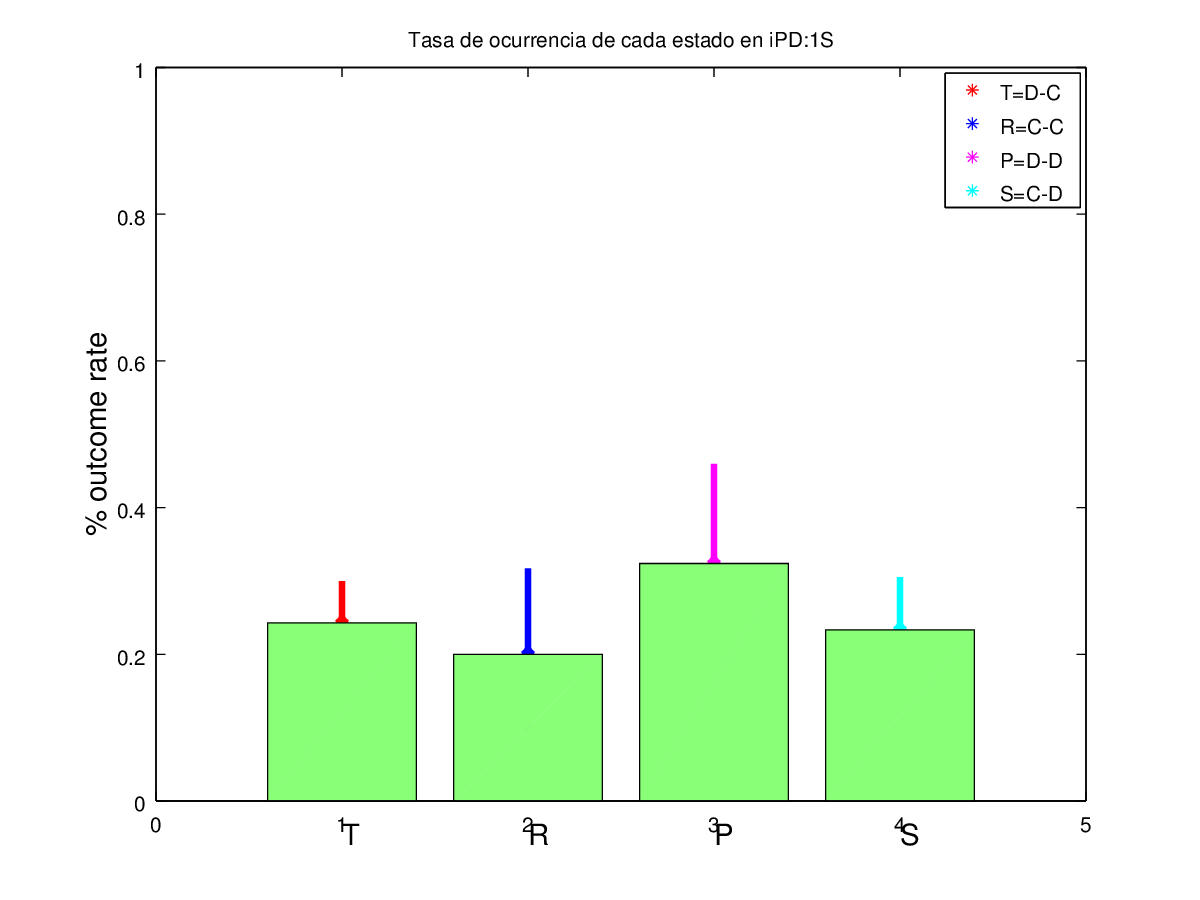 Tasa de ocurrencia de cada estado en iPD:1S
1
T=D-C
R=C-C
P=D-D
S=C-D
0.8
0.6
% outcome rate
0.4
0.2
0
0 1 2 3 4 5
T R P S